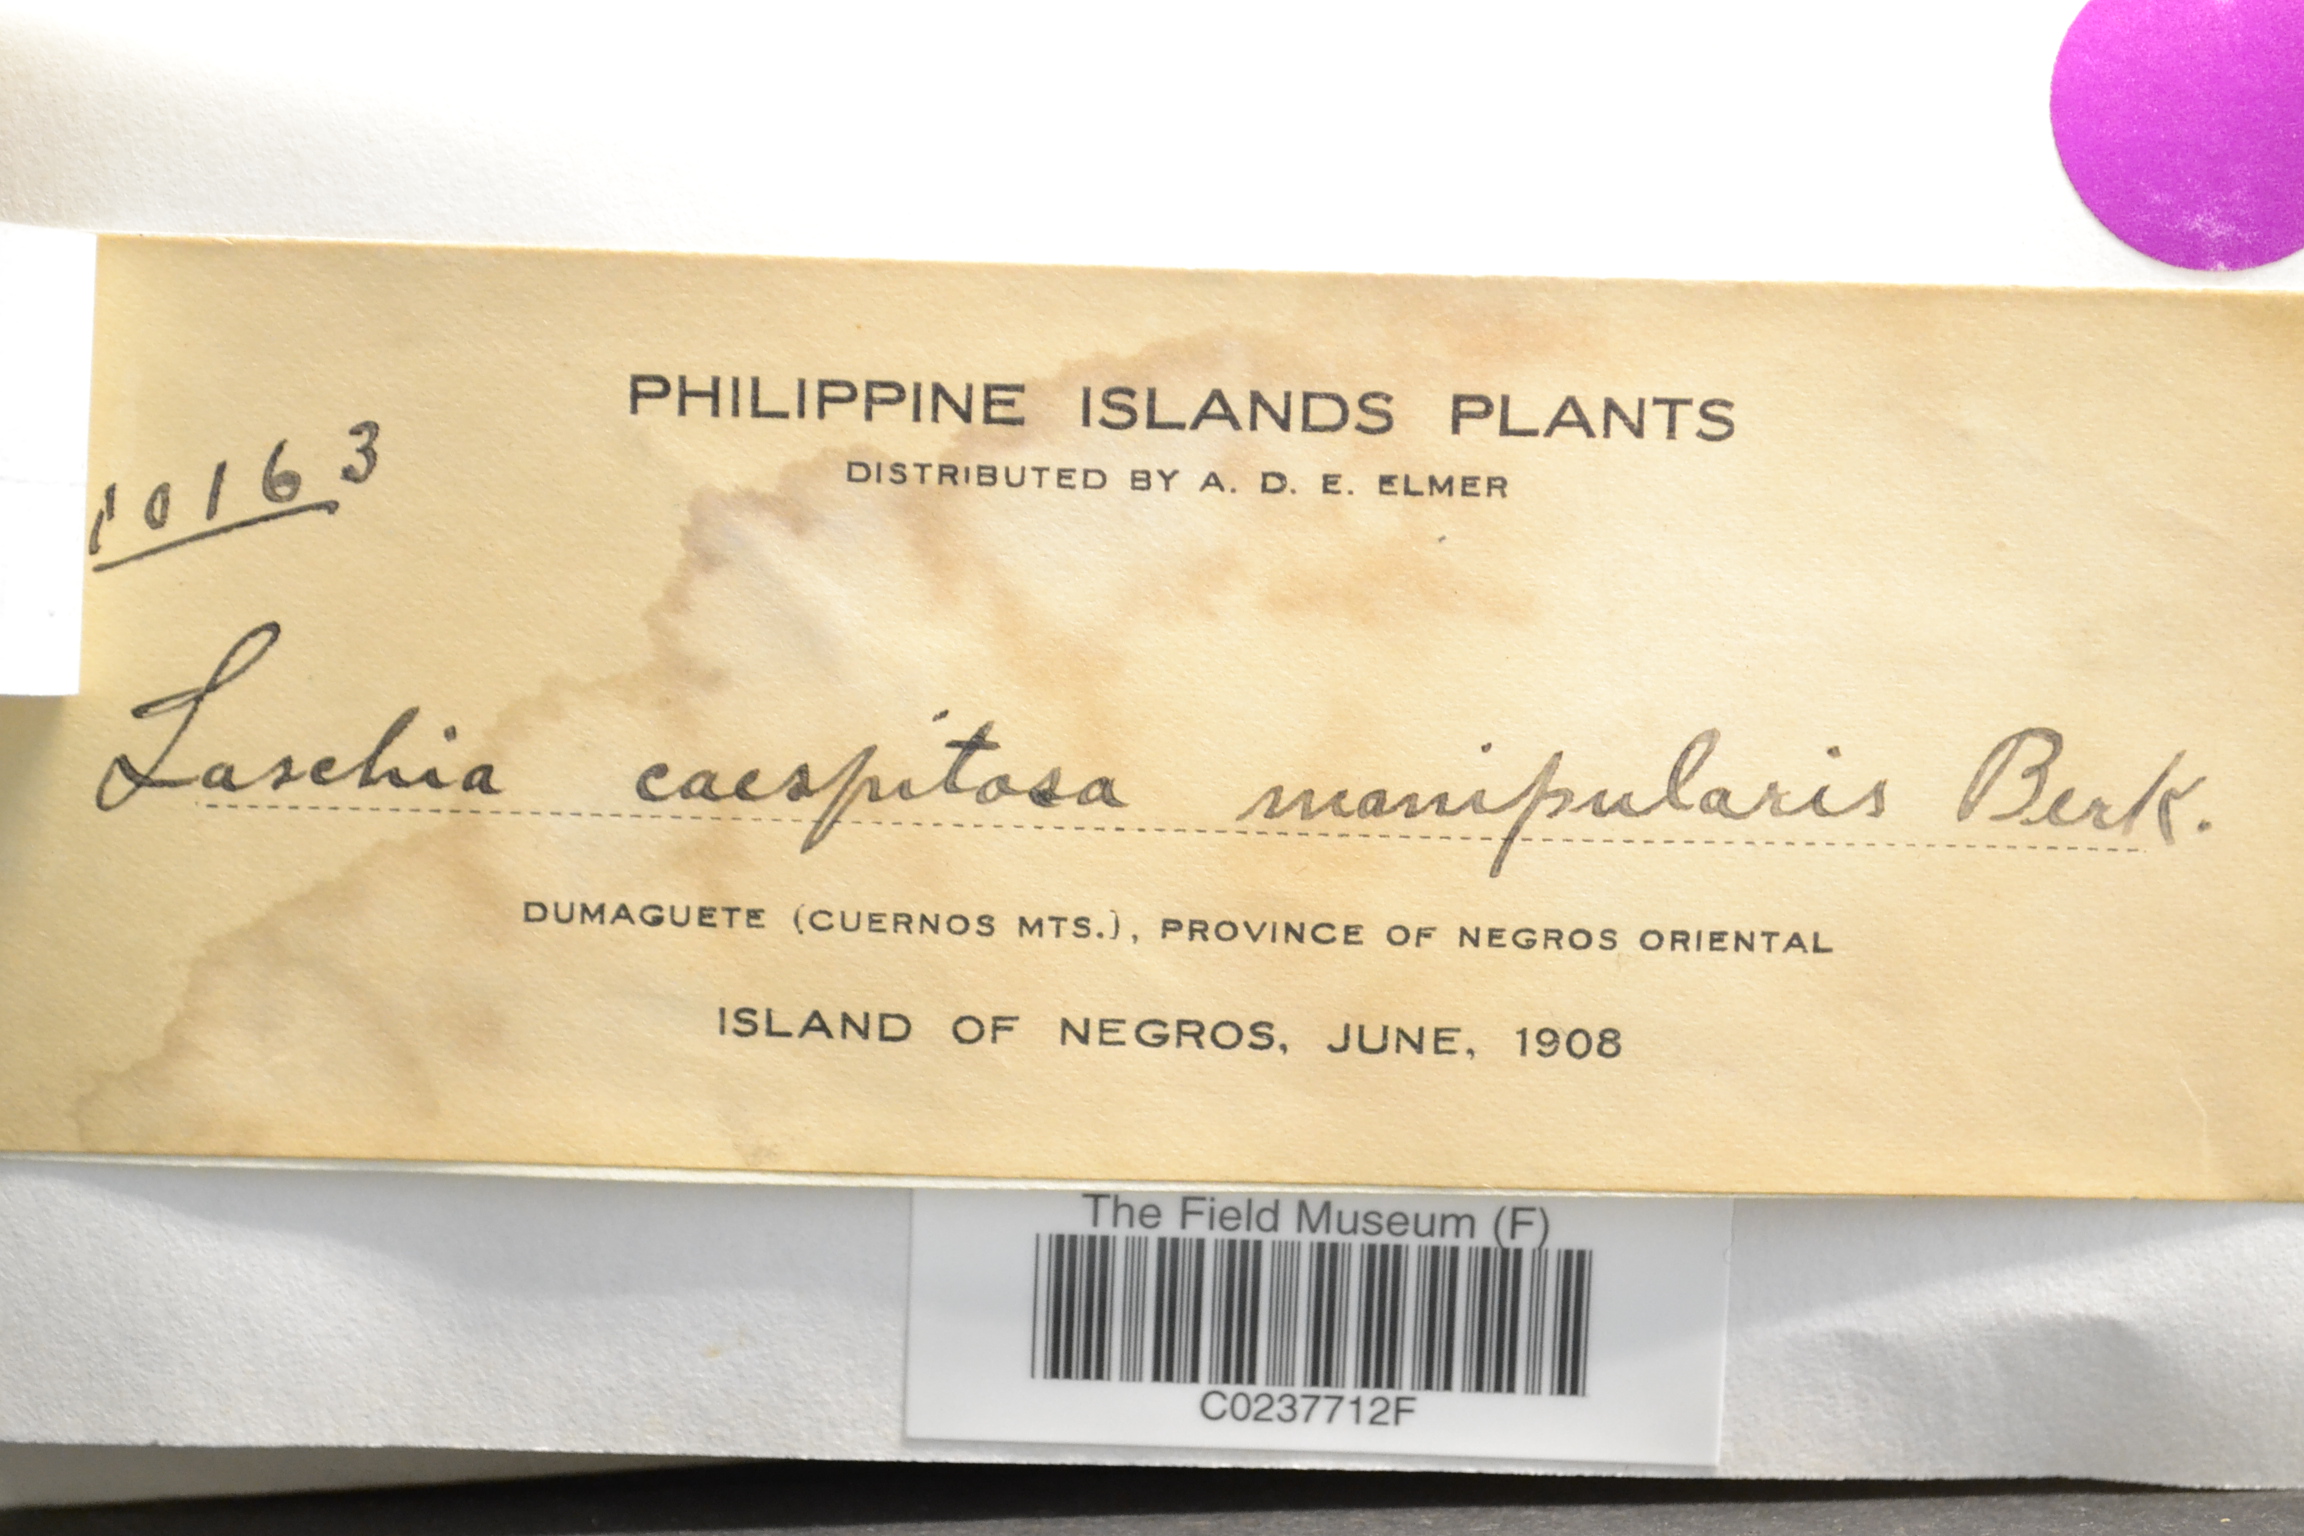 PHILIPPINE ISLANDS PLANTS
DISTRIBUTED BY A. D. E. ELMER
10163
Laschia caespitosa manipularis Berk.
DUMAGUETE (CUERNOS MTS.), PROVINCE OF NEGROS ORIENTAL
ISLAND OF NEGROS, JUNE, 1908
The Field Museum (F)
C0237712F